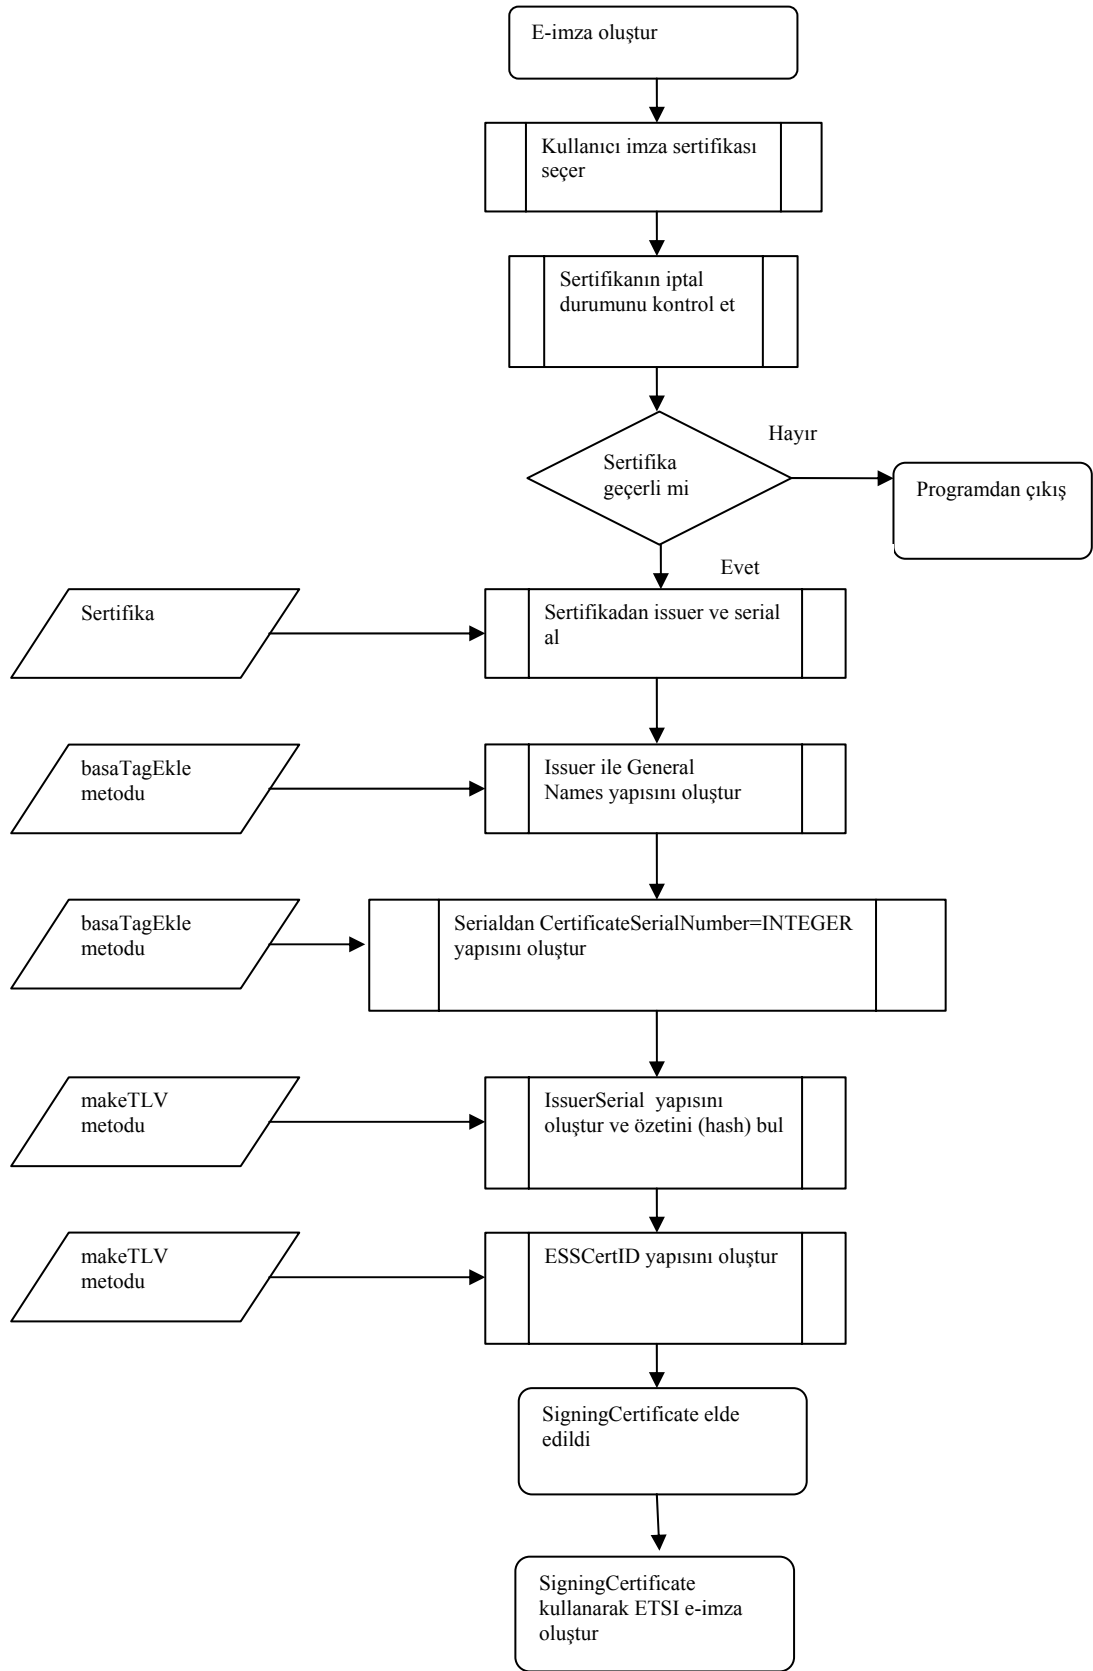 E-imza oluştur
Kullanıcı imza sertifikası
seçer
Sertifikanın iptal
durumunu kontrol et
Hayır
Sertifika
geçerli mi
Programdan çıkış
Evet
Sertifika
Sertifikadan issuer ve serial
al
basaTagEkle
metodu
Issuer ile General
Names yapısını oluştur
basaTagEkle
metodu
Serialdan CertificateSerialNumber=INTEGER
yapısını oluştur
makeTLV
metodu
IssuerSerial  yapısını
oluştur ve özetini (hash) bul
makeTLV
metodu
ESSCertID yapısını oluştur
SigningCertificate elde
edildi
SigningCertificate
kullanarak ETSI e-imza
oluştur